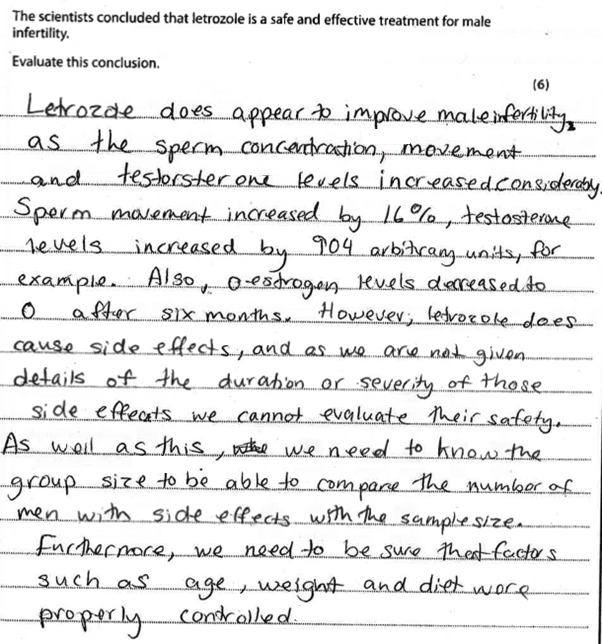 The scientists concluded that letrozole is a safe and effective treatment for male
infertility.
Evaluate this conclusion.
(6)
Letrozole does appear to improve male infertility,
as the sperm concentration, movement
and testorsterone levels increased considerably.
Sperm movement increased by 16%, testosterone
levels increased by 904 arbitrary units, for
example. Also, oestrogen levels decreased to
0 after six months. However, letrozole does
cause side effects, and as we are not given
details of the duration or severity of those
side effects we cannot evaluate their safety.
As well as this, we need to know the
group size to be able to compare the number of
men with side effects with the sample size.
Furthermore, we need to be sure that factors
such as age, weight and diet were
properly controlled.